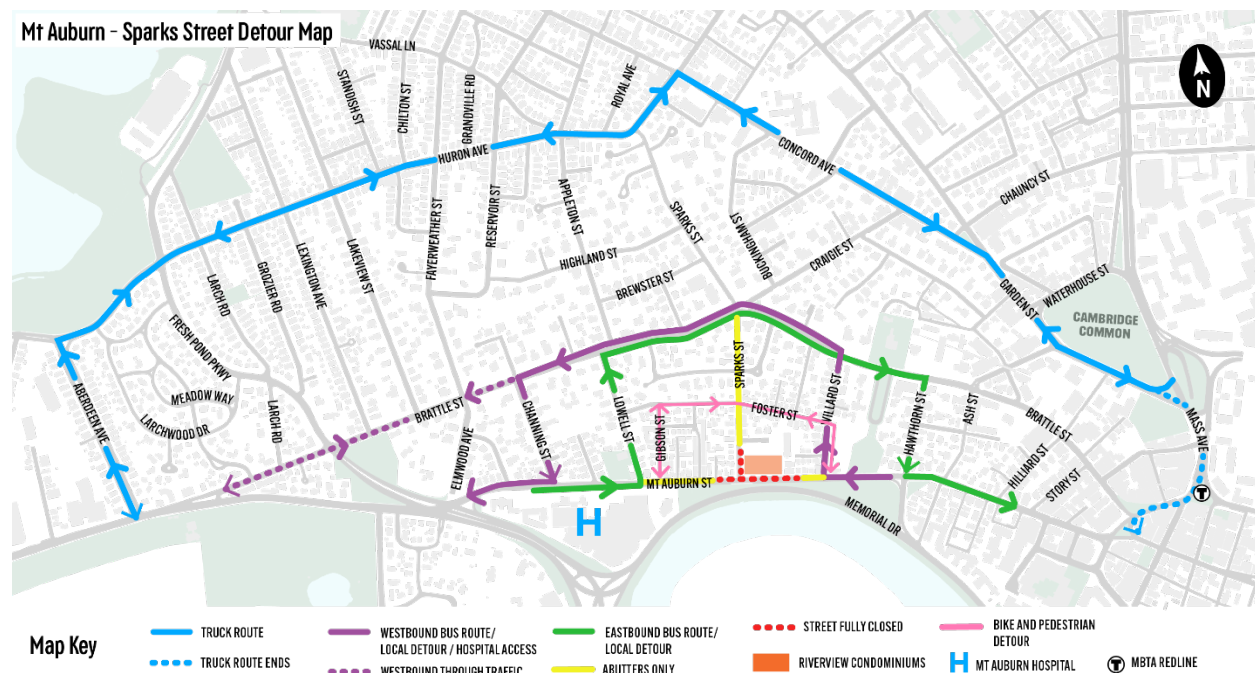 Mt Auburn - Sparks Street Detour Map
VASSAL LN
STANDISH ST
CHILTON ST
GRANDVILLE RD
ROYAL AVE
N
HURON AVE
CONCORD AVE
CHAUNCY ST
FAYERWEATHER ST
RESERVOIR ST
APPLETON ST
SPARKS ST
BUCKINGHAM ST
CRAIGIE ST
HIGHLAND ST
BREWSTER ST
WATERHOUSE ST
GARDEN ST
CAMBRIDGE
COMMON
LARCH RD
GROZIER RD
LEXINGTON AVE
LAKEVIEW ST
FRESH POND PKWY
MEADOW WAY
LARCHWOOD DR
LARCH RD
ABERDEEN AVE
BRATTLE ST
CHANNING ST
LOWELL ST
ELMWOOD AVE
GIBSON ST
SPARKS ST
FOSTER ST
WILLARD ST
HAWTHORN ST
ASH ST
BRATTLE ST
HILLIARD ST
STORY ST
MASS AVE
T
MT AUBURN ST
MEMORIAL DR
H
Map Key
TRUCK ROUTE
TRUCK ROUTE ENDS
WESTBOUND BUS ROUTE/
LOCAL DETOUR / HOSPITAL ACCESS
WESTBOUND THROUGH TRAFFIC
EASTBOUND BUS ROUTE/
LOCAL DETOUR
ABUTTERS ONLY
STREET FULLY CLOSED
RIVERVIEW CONDOMINIUMS
BIKE AND PEDESTRIAN
DETOUR
H MT AUBURN HOSPITAL
T MBTA REDLINE